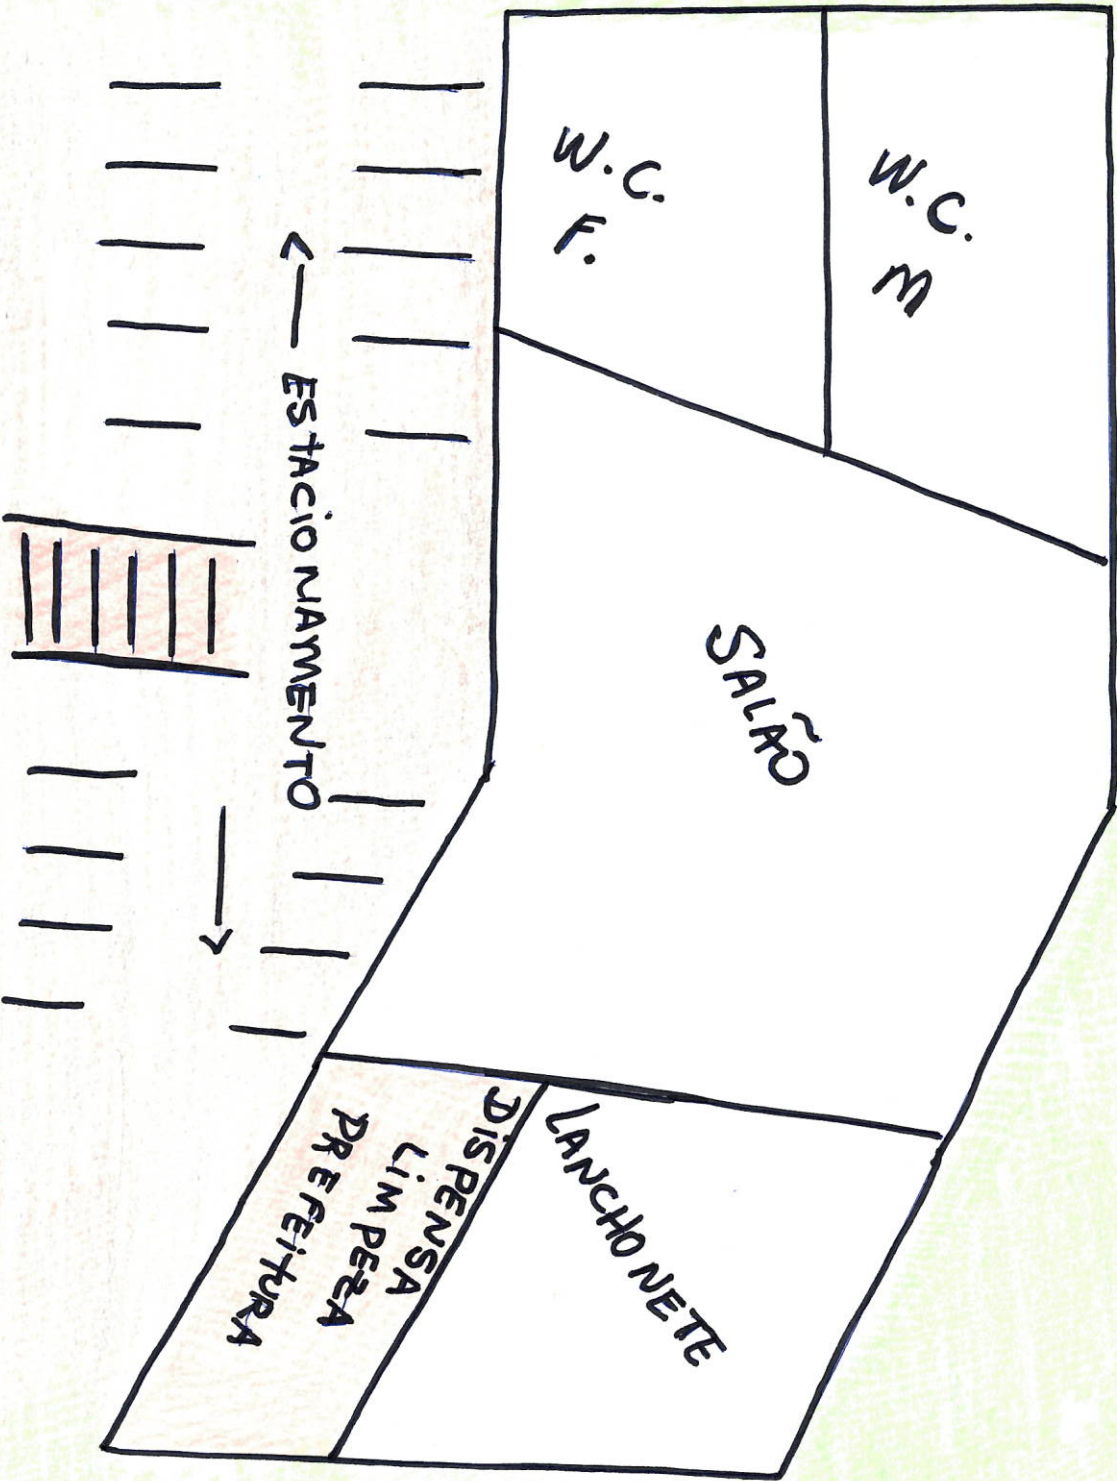 W.C.
F.
W.C.
M
ESTACIONAMENTO
SALÃO
LANCHONETE
DISPENSA
LIMPEZA
PREFEITURA